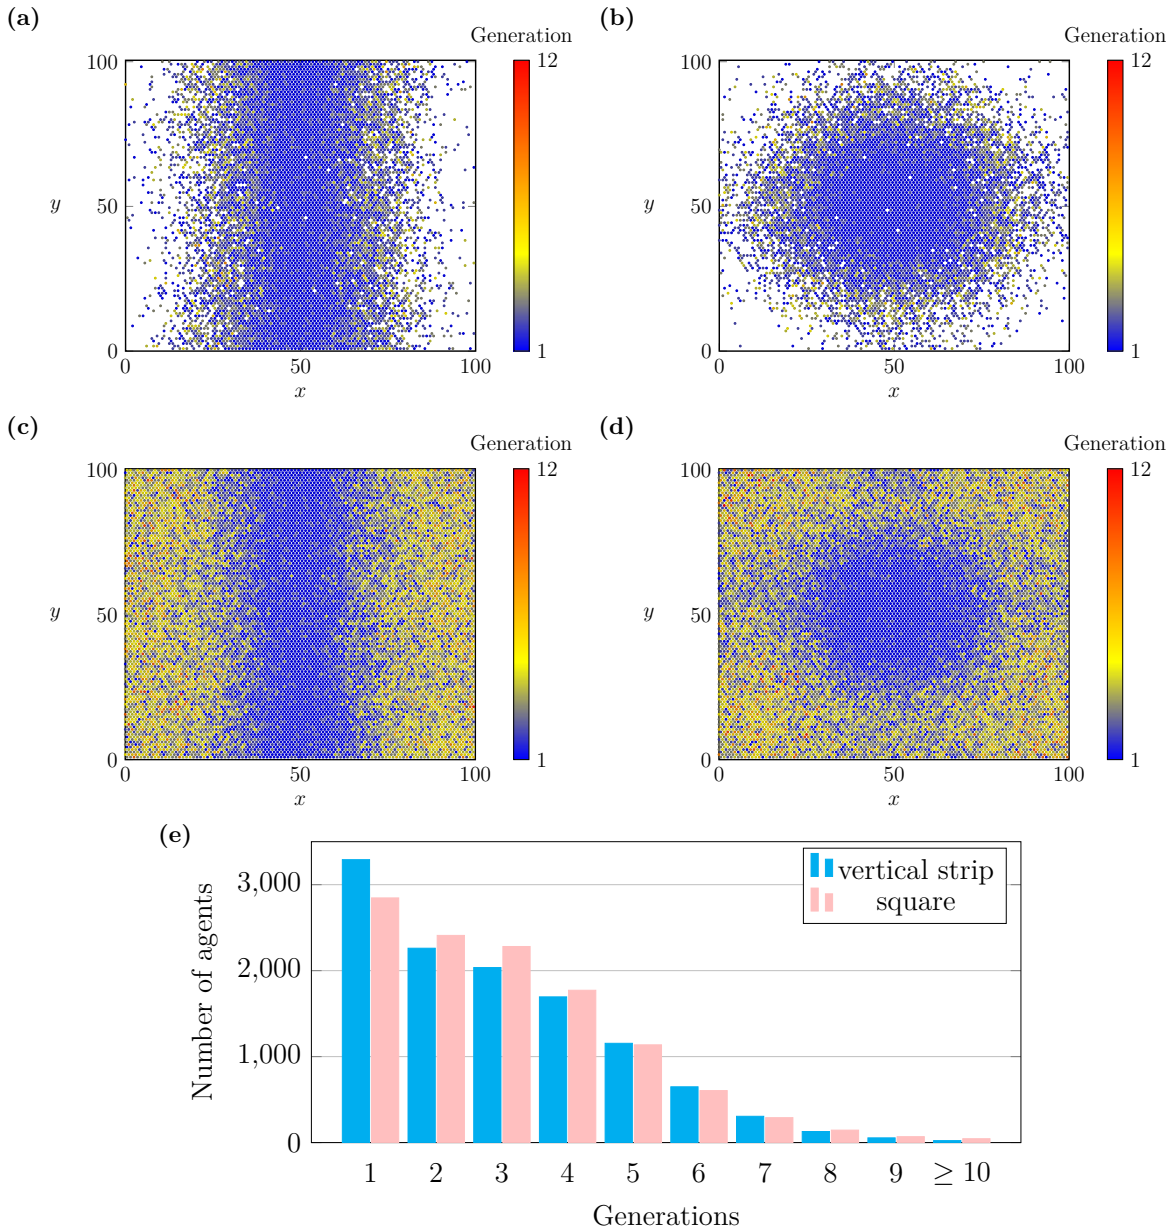 (a)
Generation
100
50
0
y
0
50
100
x
12
1
(b)
Generation
100
50
0
y
0
50
100
x
12
1
(c)
Generation
100
50
0
y
0
50
100
x
12
1
(d)
Generation
100
50
0
y
0
50
100
x
12
1
(e)
vertical strip
square
3,000
2,000
1,000
0
Number of agents
1 2 3 4 5 6 7 8 9 ≥ 10
Generations